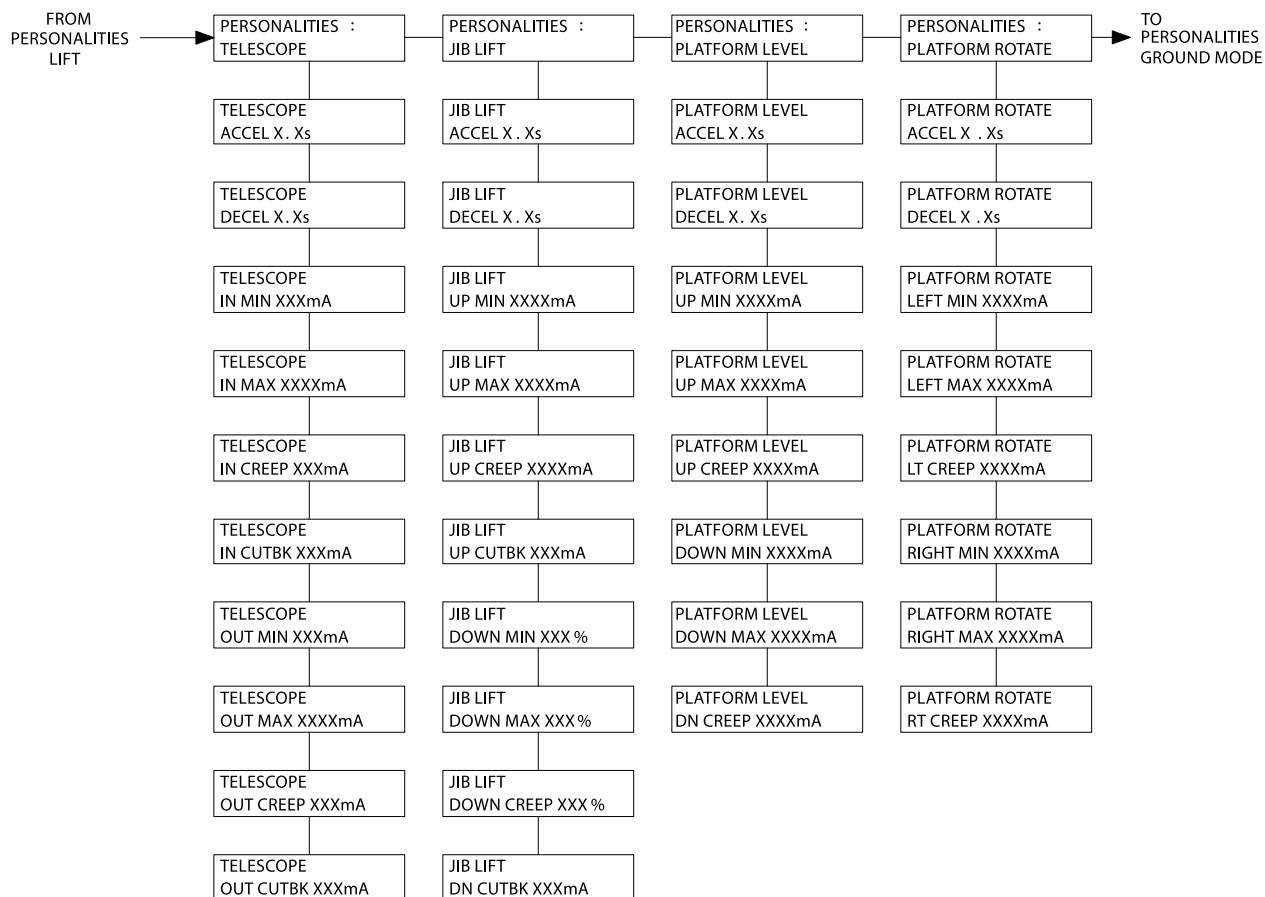 FROM
PERSONALITIES
LIFT
PERSONALITIES :
TELESCOPE
TELESCOPE
ACCEL X . Xs
TELESCOPE
DECEL X . Xs
TELESCOPE
IN MIN XXXmA
TELESCOPE
IN MAX XXXXmA
TELESCOPE
IN CREEP XXXmA
TELESCOPE
IN CUTBK XXXmA
TELESCOPE
OUT MIN XXXmA
TELESCOPE
OUT MAX XXXXmA
TELESCOPE
OUT CREEP XXXmA
TELESCOPE
OUT CUTBK XXXmA
PERSONALITIES :
JIB LIFT
JIB LIFT
ACCEL X . Xs
JIB LIFT
DECEL X . Xs
JIB LIFT
UP MIN XXXXmA
JIB LIFT
UP MAX XXXXmA
JIB LIFT
UP CREEP XXXXmA
JIB LIFT
UP CUTBK XXXmA
JIB LIFT
DOWN MIN XXX %
JIB LIFT
DOWN MAX XXX %
JIB LIFT
DOWN CREEP XXX %
JIB LIFT
DN CUTBK XXXmA
PERSONALITIES :
PLATFORM LEVEL
PLATFORM LEVEL
ACCEL X . Xs
PLATFORM LEVEL
DECEL X . Xs
PLATFORM LEVEL
UP MIN XXXXmA
PLATFORM LEVEL
UP MAX XXXXmA
PLATFORM LEVEL
UP CREEP XXXXmA
PLATFORM LEVEL
DOWN MIN XXXXmA
PLATFORM LEVEL
DOWN MAX XXXXmA
PLATFORM LEVEL
DN CREEP XXXXmA
PERSONALITIES :
PLATFORM ROTATE
PLATFORM ROTATE
ACCEL X . Xs
PLATFORM ROTATE
DECEL X . Xs
PLATFORM ROTATE
LEFT MIN XXXXmA
PLATFORM ROTATE
LEFT MAX XXXXmA
PLATFORM ROTATE
LT CREEP XXXXmA
PLATFORM ROTATE
RIGHT MIN XXXXmA
PLATFORM ROTATE
RIGHT MAX XXXXmA
PLATFORM ROTATE
RT CREEP XXXXmA
TO
PERSONALITIES
GROUND MODE